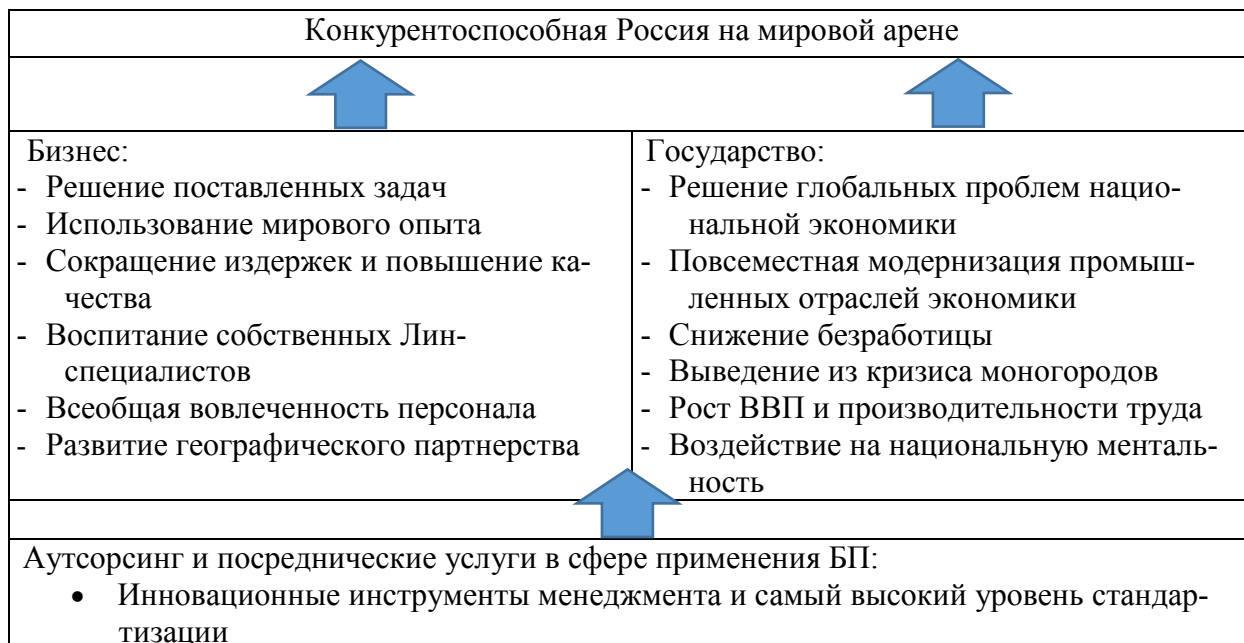 Конкурентоспособная Россия на мировой арене
Бизнес:
- Решение поставленных задач
- Использование мирового опыта
- Сокращение издержек и повышение ка-
чества
- Воспитание собственных Лин-
специалистов
- Всеобщая вовлеченность персонала
- Развитие географического партнерства
Государство:
- Решение глобальных проблем нацио-
нальной экономики
- Повсеместная модернизация промыш-
ленных отраслей экономики
- Снижение безработицы
- Выведение из кризиса моногородов
- Рост ВВП и производительности труда
- Воздействие на национальную менталь-
ность
Аутсорсинг и посреднические услуги в сфере применения БП:
• Инновационные инструменты менеджмента и самый высокий уровень стандар-
тизации